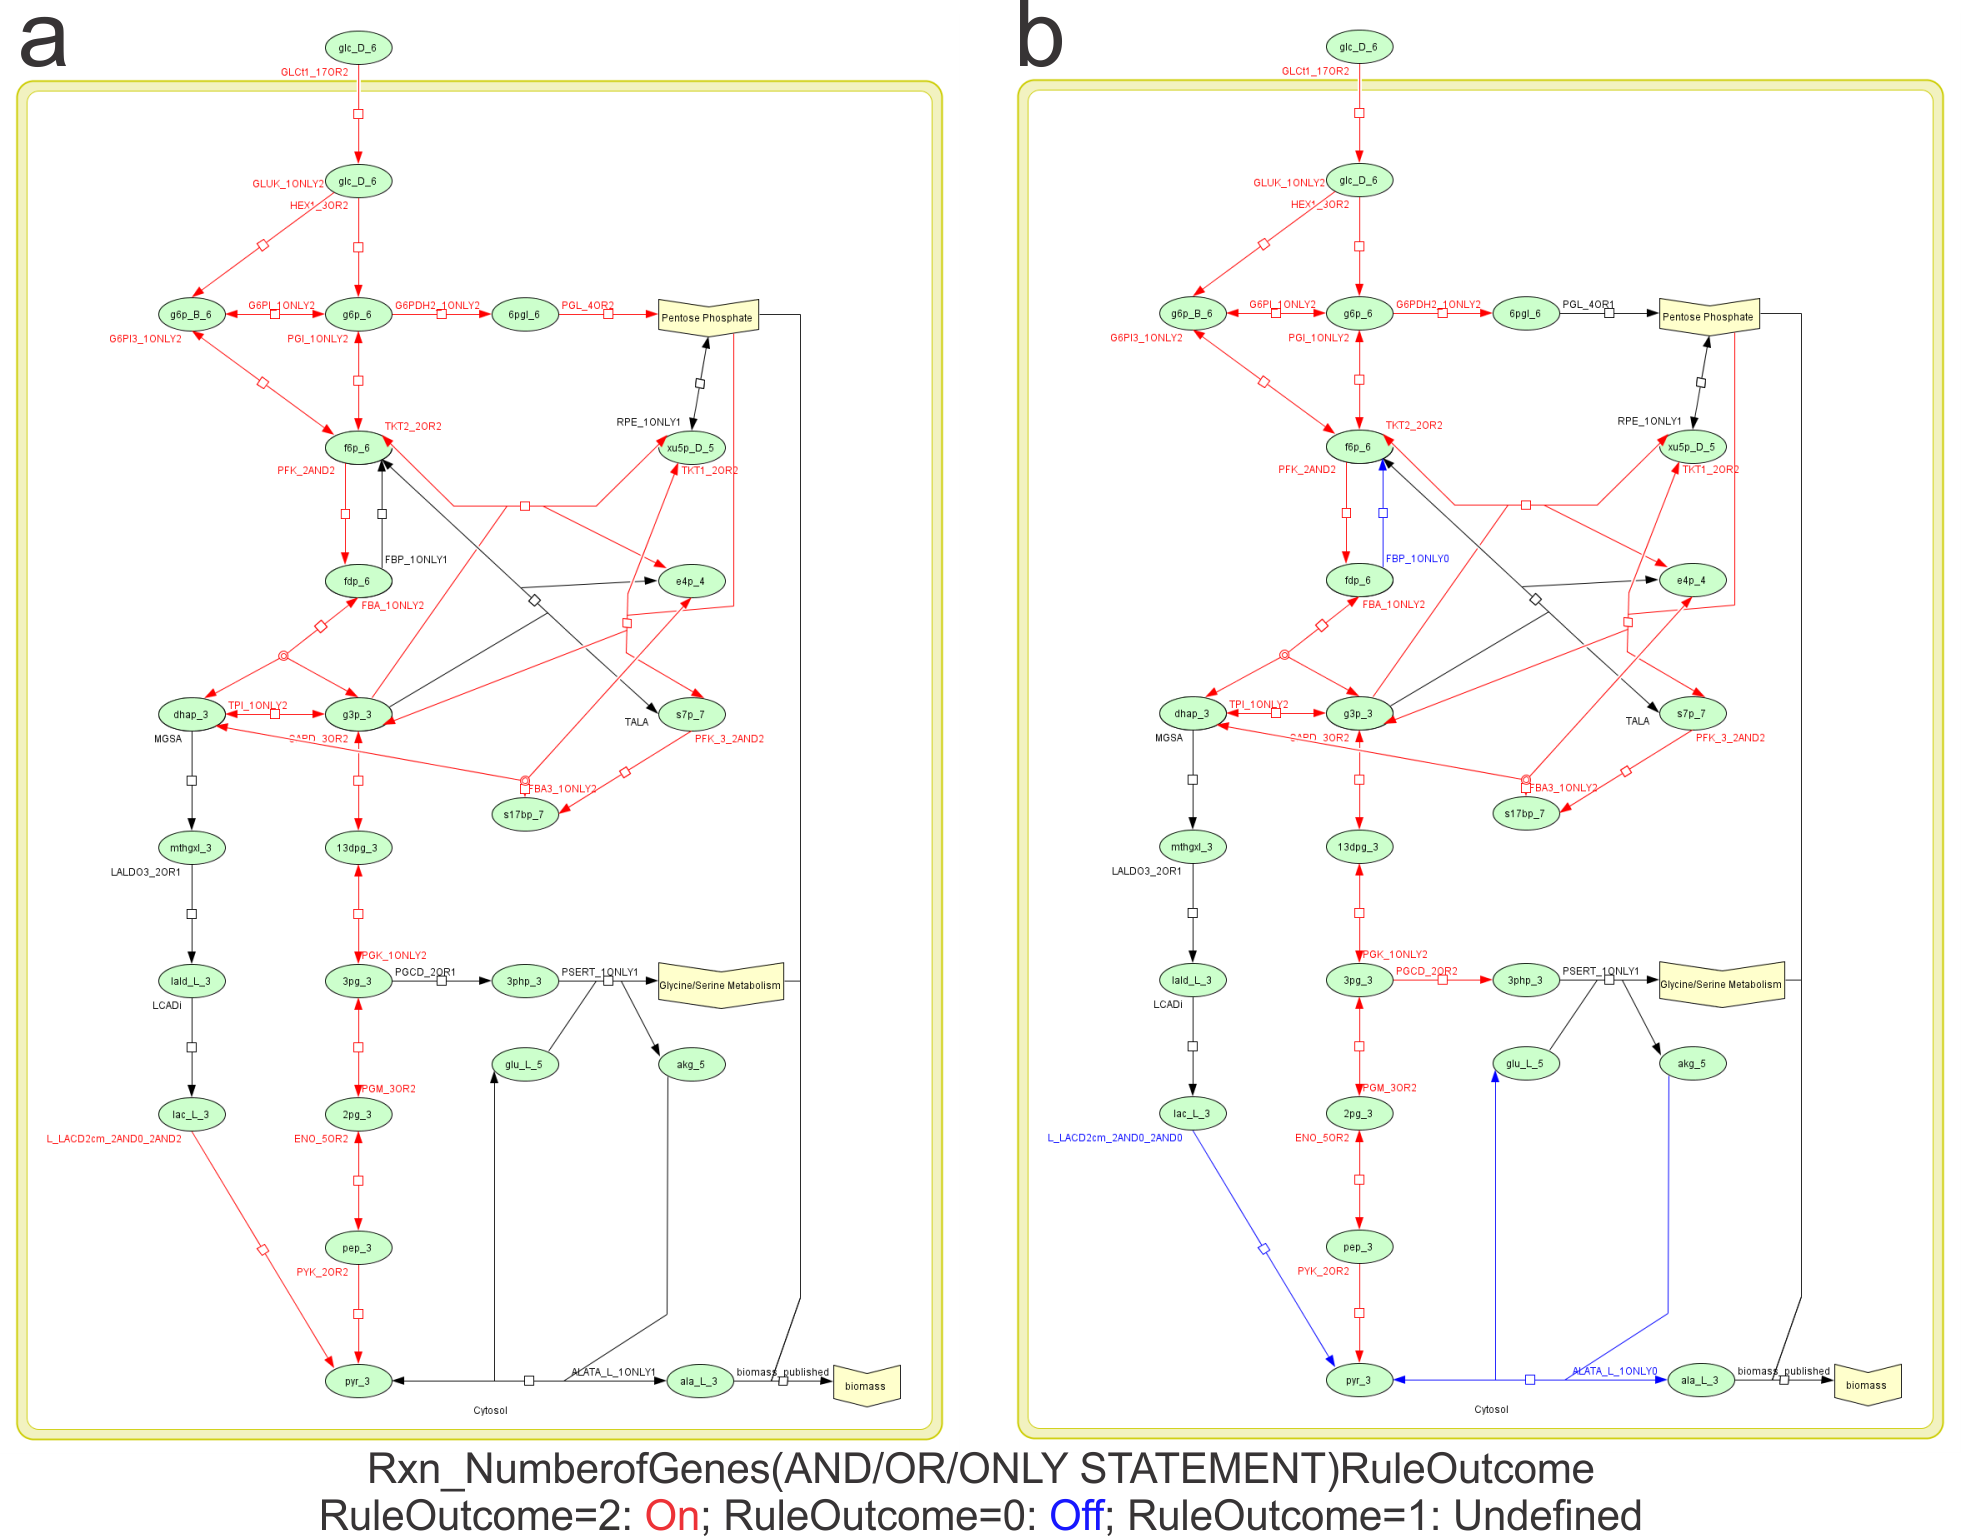 a
glc_D_6
GLCt1_17OR2
GLUK_1ONLY2
glc_D_6
HEX1_3OR2
g6p_B_6
G6PI_1ONLY2
g6p_6
G6PDH2_1ONLY2
6pgl_6
PGL_4OR2
Pentose Phosphate
G6PI3_1ONLY2
PGI_1ONLY2
TKT2_2OR2
RPE_1ONLY1
f6p_6
xu5p_D_5
PFK_2AND2
TKT1_2OR2
FBP_1ONLY1
fdp_6
e4p_4
FBA_1ONLY2
TPI_1ONLY2
dhap_3
g3p_3
s7p_7
TALA
MGSA
GAPD_3OR2
PFK_3_2AND2
FBA3_1ONLY2
s17bp_7
mthgxl_3
13dpg_3
LALDO3_2OR1
PGK_1ONLY2
PGCD_2OR1
PSERT_1ONLY1
lald_L_3
3pg_3
3php_3
Glycine/Serine Metabolism
LCADi
glu_L_5
akg_5
PGM_3OR2
lac_L_3
2pg_3
L_LACD2cm_2AND0_2AND2
ENO_5OR2
pep_3
PYK_2OR2
ALATA_L_1ONLY1
biomass_published
pyr_3
ala_L_3
biomass
Cytosol
b
glc_D_6
GLCt1_17OR2
GLUK_1ONLY2
glc_D_6
HEX1_3OR2
g6p_B_6
G6PI_1ONLY2
g6p_6
G6PDH2_1ONLY2
6pgl_6
PGL_4OR1
Pentose Phosphate
G6PI3_1ONLY2
PGI_1ONLY2
TKT2_2OR2
RPE_1ONLY1
f6p_6
xu5p_D_5
PFK_2AND2
TKT1_2OR2
FBP_1ONLY0
fdp_6
e4p_4
FBA_1ONLY2
TPI_1ONLY2
dhap_3
g3p_3
s7p_7
TALA
MGSA
GAPD_3OR2
PFK_3_2AND2
FBA3_1ONLY2
s17bp_7
mthgxl_3
13dpg_3
LALDO3_2OR1
PGK_1ONLY2
PGCD_2OR2
PSERT_1ONLY1
lald_L_3
3pg_3
3php_3
Glycine/Serine Metabolism
LCADi
glu_L_5
akg_5
PGM_3OR2
lac_L_3
2pg_3
L_LACD2cm_2AND0_2AND0
ENO_5OR2
pep_3
PYK_2OR2
ALATA_L_1ONLY0
biomass_published
pyr_3
ala_L_3
biomass
Cytosol
Rxn_NumberofGenes(AND/OR/ONLY STATEMENT)RuleOutcome
RuleOutcome=2: On; RuleOutcome=0: Off; RuleOutcome=1: Undefined